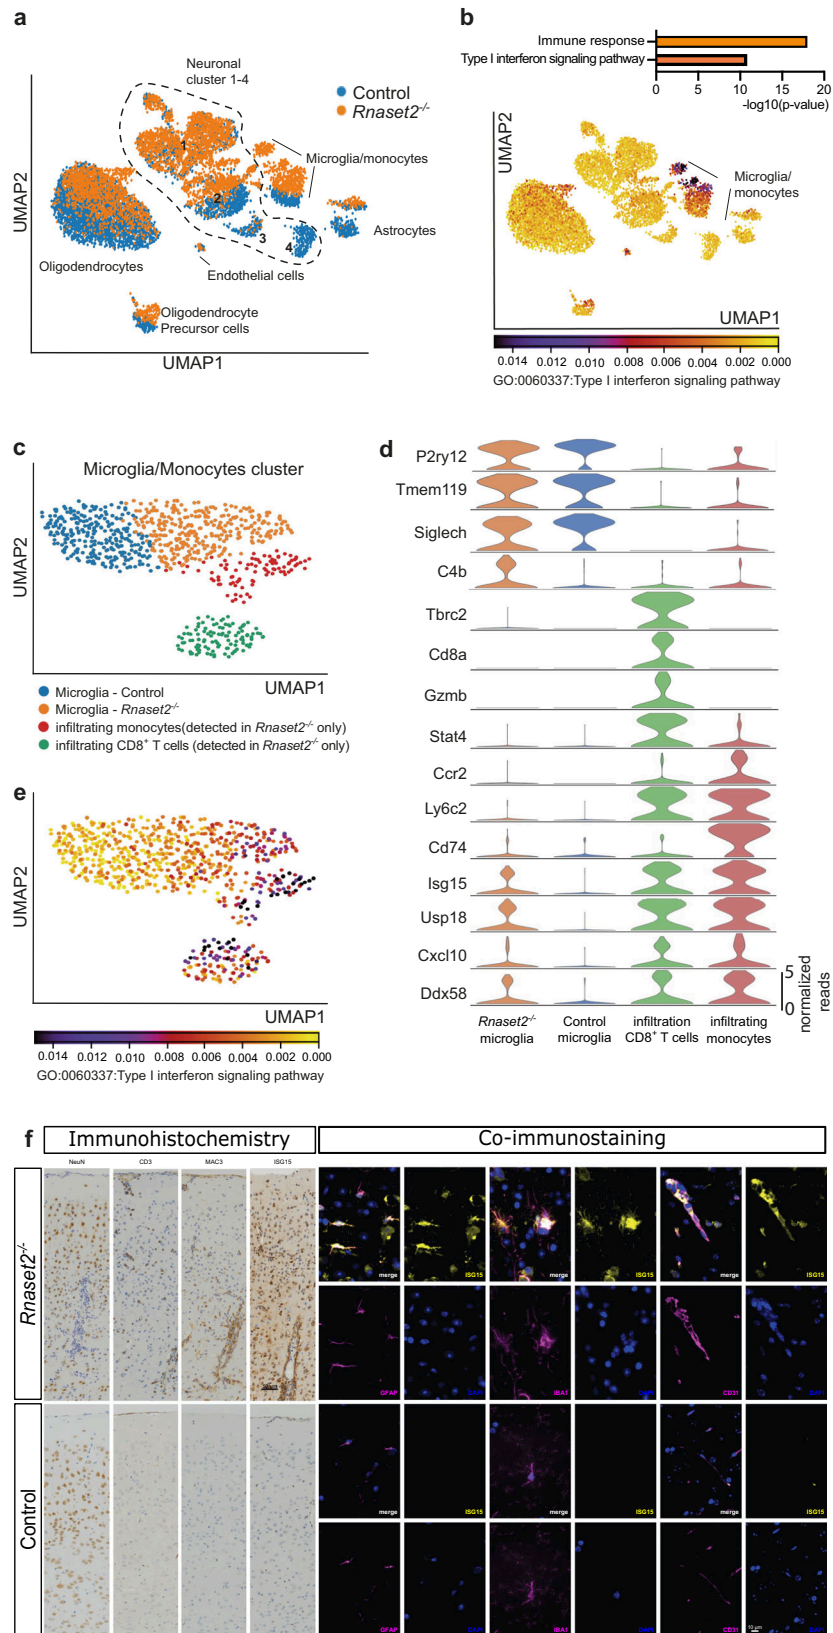 a
Neuronal
cluster 1-4
Control
Rnaset2-/-
1
Microglia/monocytes
2
3
4
Astrocytes
Oligodendrocytes
Endothelial cells
Oligodendrocyte
Precursor cells
UMAP2
UMAP1
b
Immune response
Type I interferon signaling pathway
0 5 10 15 20
-log10(p-value)
UMAP2
Microglia/
monocytes
UMAP1
0.014 0.012 0.010 0.008 0.006 0.004 0.002 0.000
GO:0060337:Type I interferon signaling pathway
c
Microglia/Monocytes cluster
UMAP2
UMAP1
Microglia - Control
Microglia - Rnaset2-/-
infiltrating monocytes(detected in Rnaset2-/- only)
infiltrating CD8+ T cells (detected in Rnaset2-/- only)
d
P2ry12
Tmem119
Siglech
C4b
Tbrc2
Cd8a
Gzmb
Stat4
Ccr2
Ly6c2
Cd74
Isg15
Usp18
Cxcl10
Ddx58
5
0
normalized
reads
Rnaset2-/-
microglia
Control
microglia
infiltration
CD8+ T cells
infiltrating
monocytes
e
UMAP2
UMAP1
0.014 0.012 0.010 0.008 0.006 0.004 0.002 0.000
GO:0060337:Type I interferon signaling pathway
f
Immunohistochemistry
Co-immunostaining
NeuN CD3 MAC3 ISG15
Rnaset2-/-
merge ISG15 merge ISG15 merge ISG15
GFAP DAPI IBA1 DAPI CD31 DAPI
Control
merge ISG15 merge ISG15 merge ISG15
GFAP DAPI IBA1 DAPI CD31 DAPI
10 µm